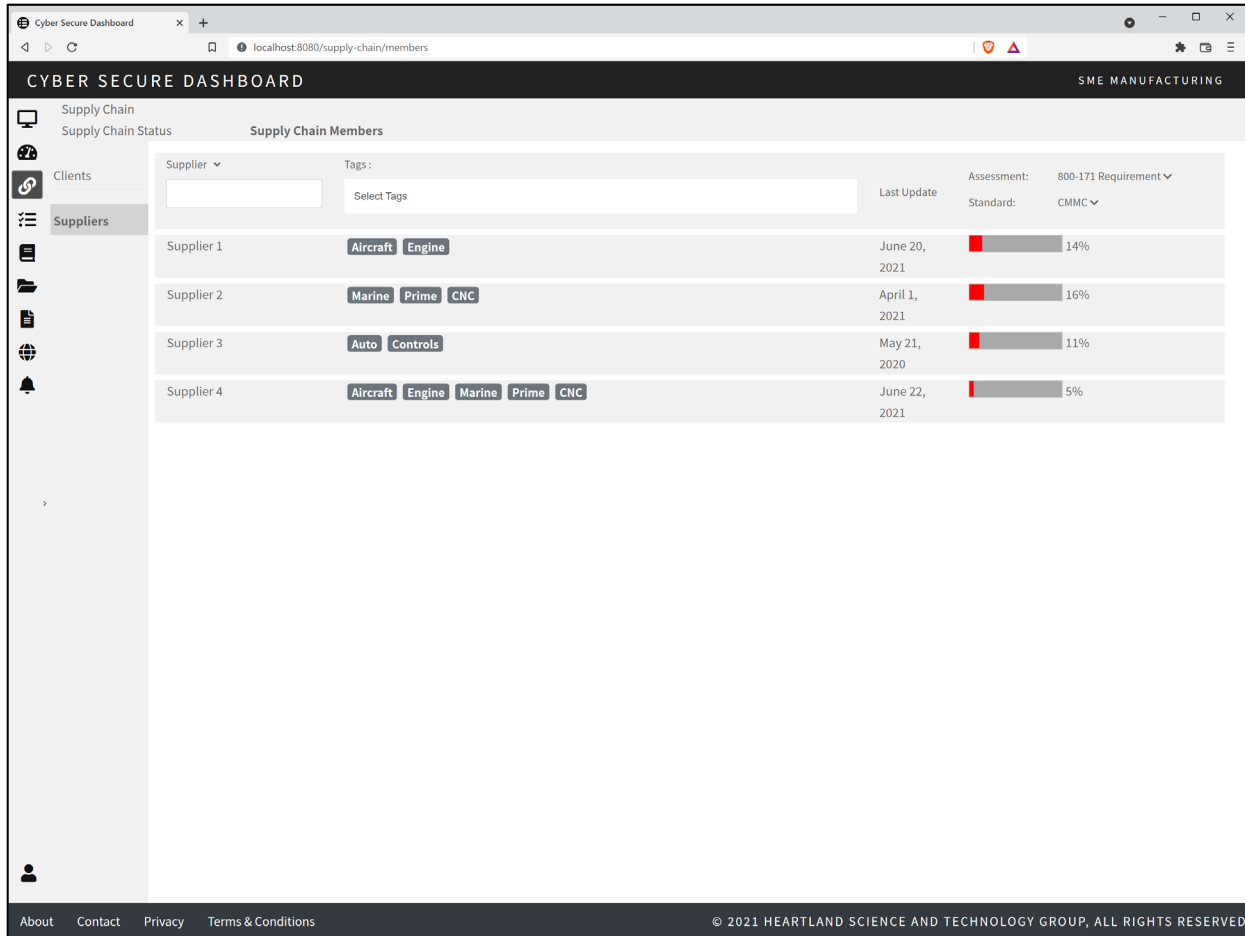 Cyber Secure Dashboard
localhost:8080/supply-chain/members
CYBER SECURE DASHBOARD
SME MANUFACTURING
Supply Chain
Supply Chain Status
Supply Chain Members
Clients
Suppliers
Supplier
Tags :
Select Tags
Last Update
Assessment: 800-171 Requirement
Standard: CMMC
Supplier 1 Aircraft Engine June 20, 14%
2021
Supplier 2 Marine Prime CNC April 1, 16%
2021
Supplier 3 Auto Controls May 21, 11%
2020
Supplier 4 Aircraft Engine Marine Prime CNC June 22, 5%
2021
About Contact Privacy Terms & Conditions © 2021 HEARTLAND SCIENCE AND TECHNOLOGY GROUP, ALL RIGHTS RESERVED